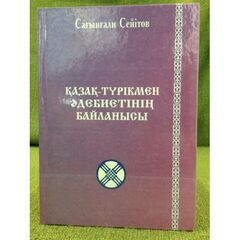 Сағынғали Сейітов
ҚАЗАҚ-ТҮРІКМЕН
ӘДЕБИЕТІНІҢ
БАЙЛАНЫСЫ